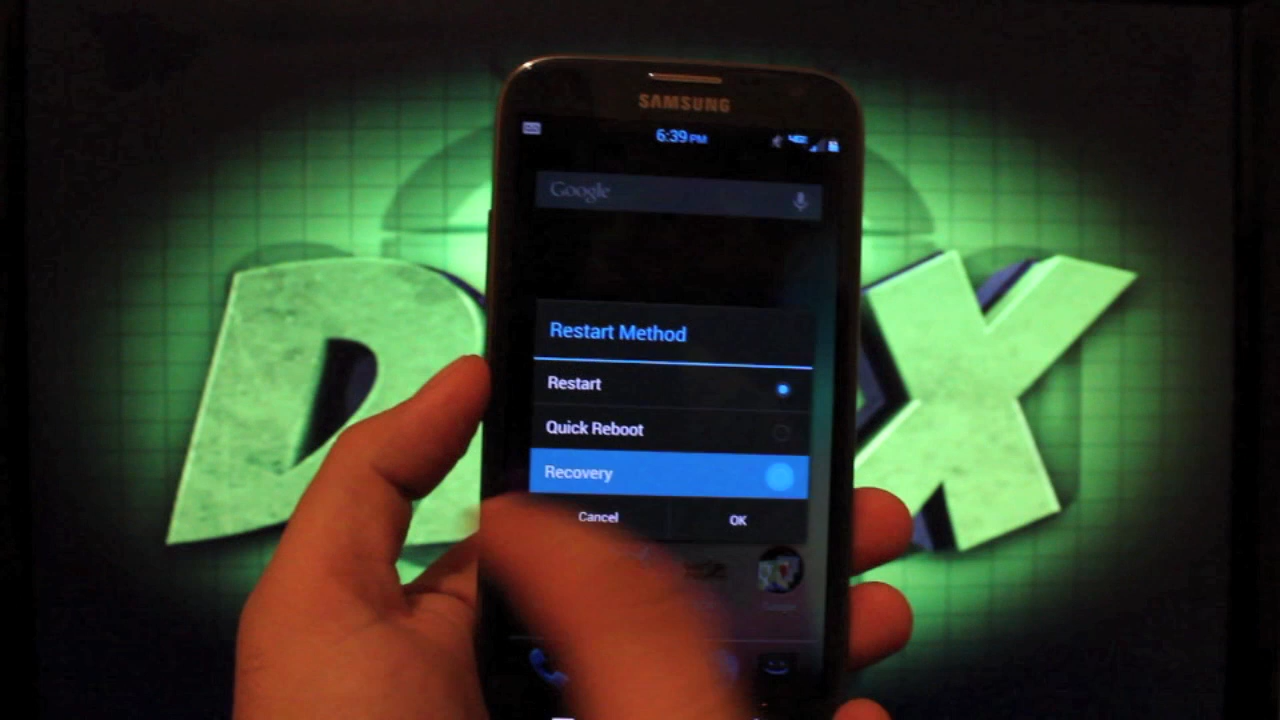 SAMSUNG
6:39 PM
Google
Restart Method
Restart
Quick Reboot
Recovery
Cancel
OK
D
X